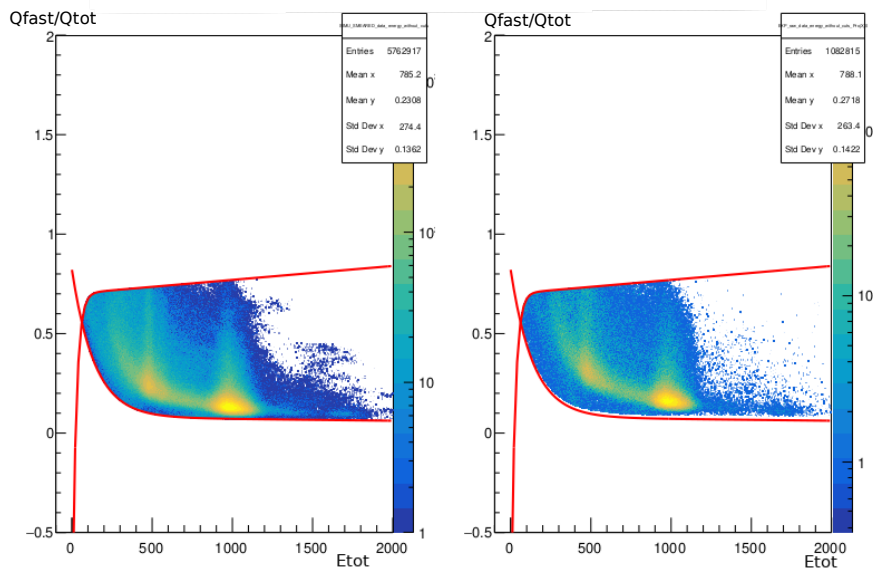 Qfast/Qtot
Entries 5762917
Mean x 785.2
Mean y 0.2308
Std Dev x 274.4
Std Dev y 0.1362
2
1.5
1
0.5
0
−0.5
0 500 1000 1500 2000
Etot
10
10
1
Qfast/Qtot
Entries 1082815
Mean x 788.1
Mean y 0.2718
Std Dev x 263.4
Std Dev y 0.1422
2
1.5
1
0.5
0
−0.5
0 500 1000 1500 2000
Etot
0
10
1